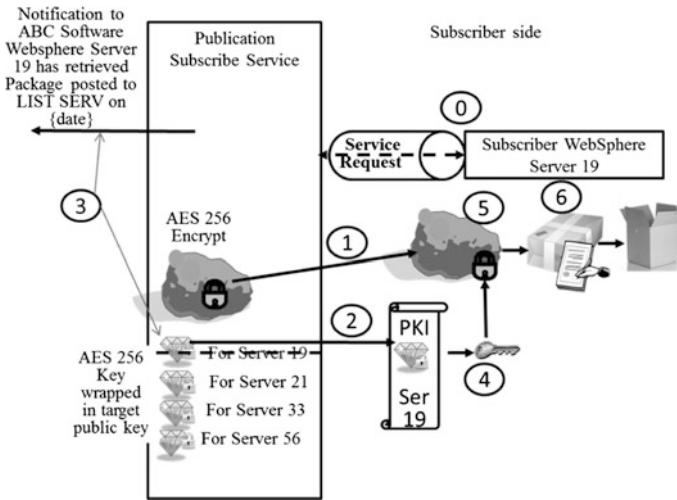 Notification to
ABC Software
Websphere Server
19 has retrieved
Package posted to
LIST SERV on
{date}
Publication
Subscribe Service
Subscriber side
0
Service
Request
Subscriber WebSphere
Server 19
3
AES 256
Encrypt
1
5
6
2
PKI
Ser
19
4
AES 256
Key
wrapped
in target
public key
For Server 19
For Server 21
For Server 33
For Server 56